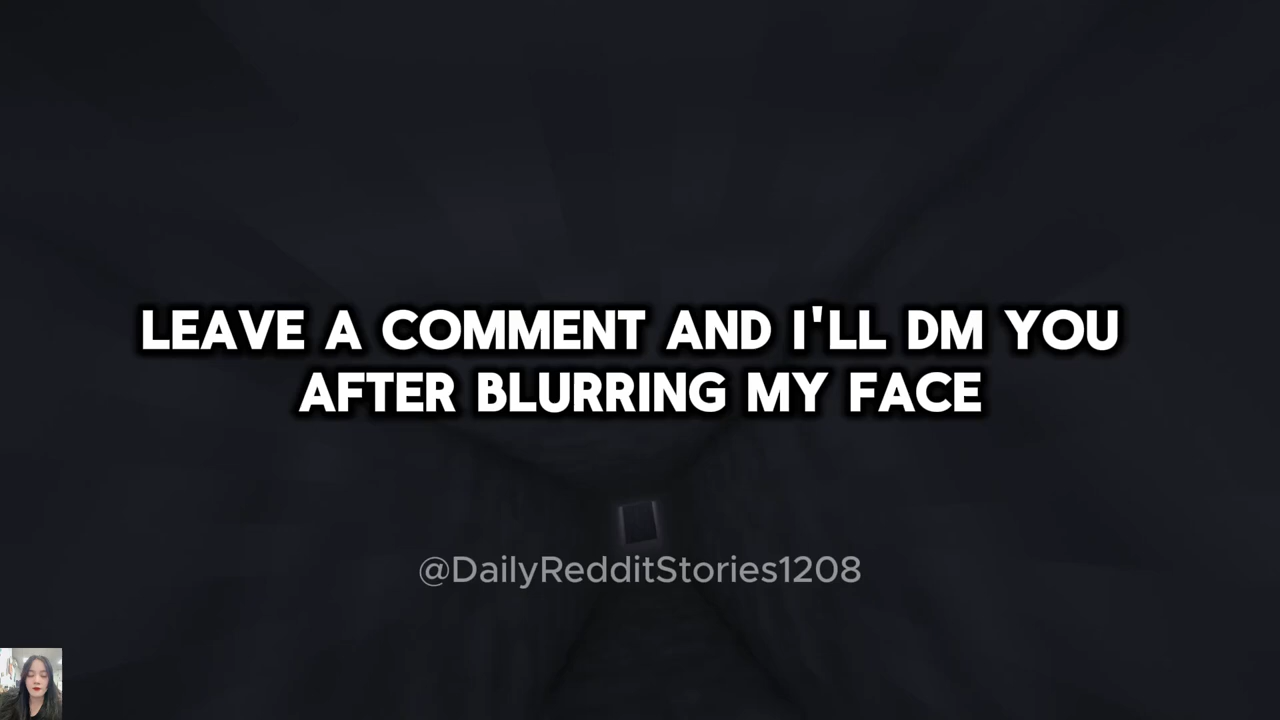 LEAVE A COMMENT AND I'LL DM YOU
AFTER BLURRING MY FACE
@DailyRedditStories1208